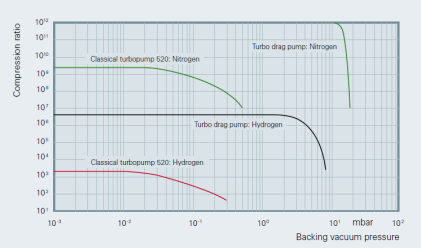 Compression ratio
10¹²
10¹¹
10¹⁰
10⁹
10⁸
10⁷
10⁶
10⁵
10⁴
10³
10²
10¹
Turbo drag pump: Nitrogen
Classical turbopump 520: Nitrogen
Turbo drag pump: Hydrogen
Classical turbopump 520: Hydrogen
10⁻³ 10⁻² 10⁻¹ 10⁰ 10¹ mbar 10²
Backing vacuum pressure